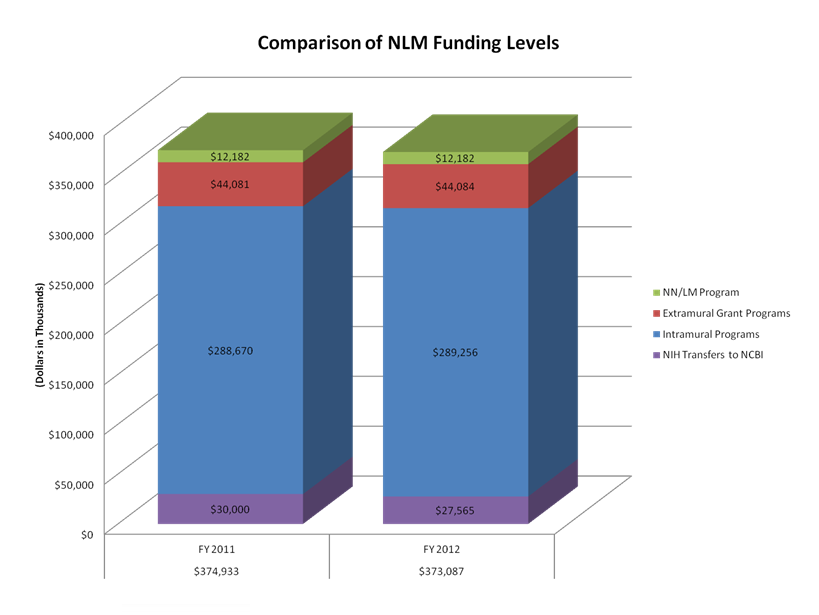 Comparison of NLM Funding Levels
(Dollars in Thousands)
$400,000
$350,000
$300,000
$250,000
$200,000
$150,000
$100,000
$50,000
$0
$12,182
$44,081
$288,670
$30,000
$12,182
$44,084
$289,256
$27,565
FY 2011
$374,933
FY 2012
$373,087
NN/LM Program
Extramural Grant Programs
Intramural Programs
NIH Transfers to NCBI